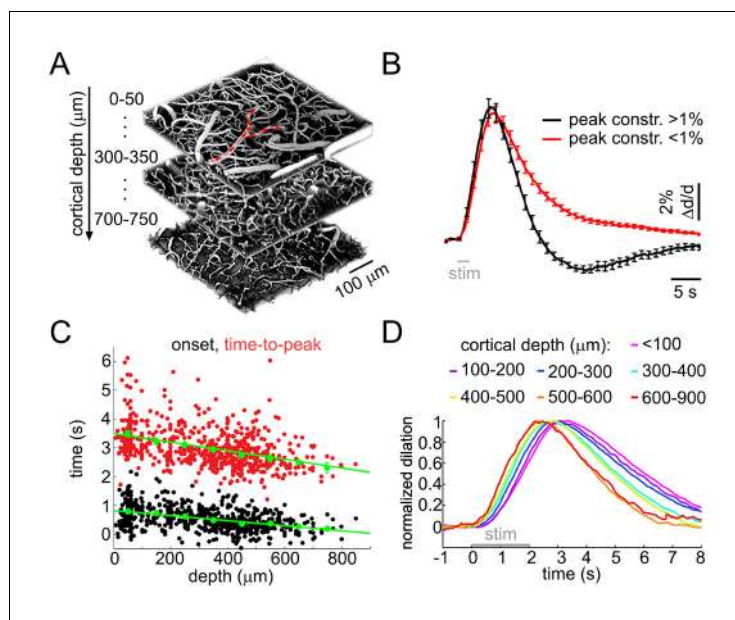 A
cortical depth (μm)
0-50
300-350
700-750
100 μm
B
peak constr. >1%
peak constr. <1%
2%
Δd/d
stim
5 s
C
onset, time-to-peak
time (s)
6
5
4
3
2
1
0
0 200 400 600 800
depth (μm)
D
cortical depth (μm): <100
100-200 200-300 300-400
400-500 500-600 600-900
normalized dilation
1
0.8
0.6
0.4
0.2
0
stim
-1 0 1 2 3 4 5 6 7 8
time (s)